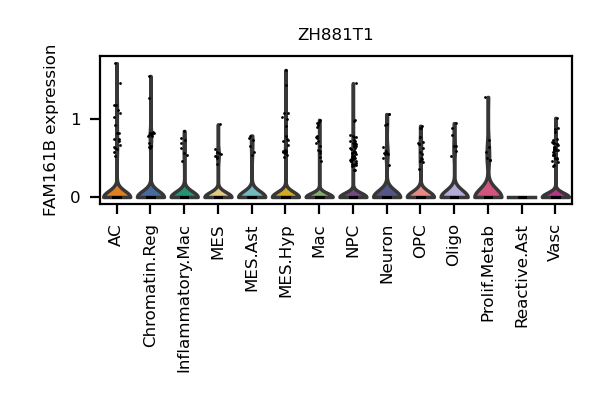 ZH881T1
FAM161B expression
1
0
AC
Chromatin.Reg
Inflammatory.Mac
MES
MES.Ast
MES.Hyp
Mac
NPC
Neuron
OPC
Oligo
Prolif.Metab
Reactive.Ast
Vasc